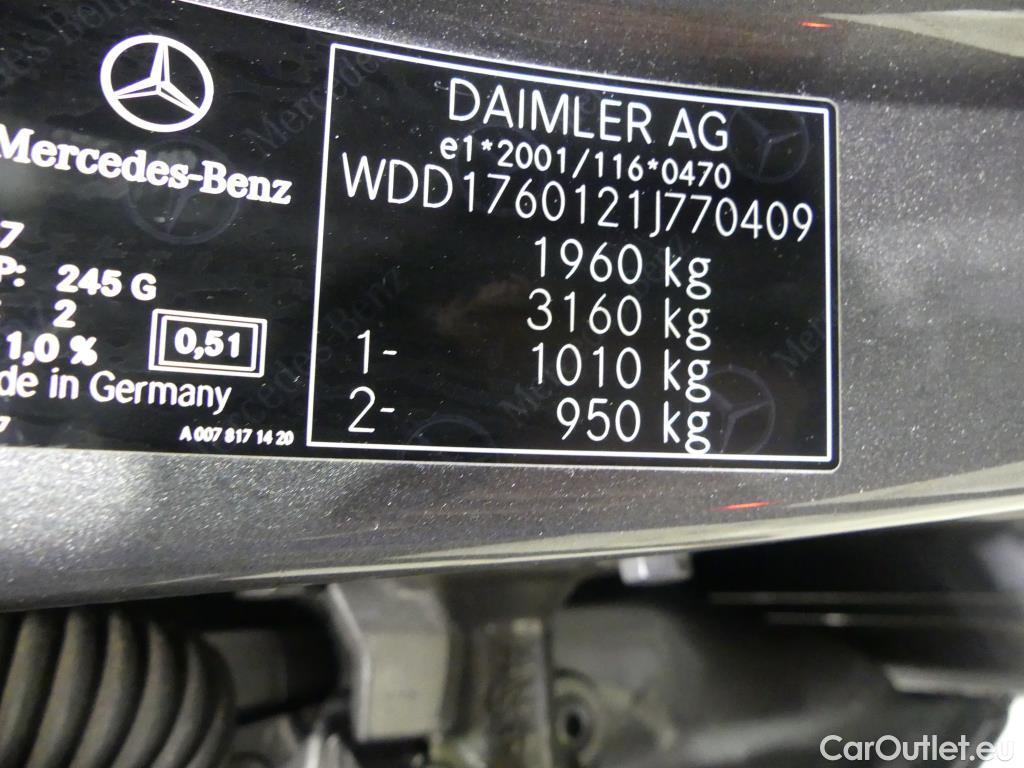 Mercedes-Benz
7
P: 245 G
2
1,0 %
0,51
de in Germany
7
A 007 817 14 20
DAIMLER AG
e1*2001/116*0470
WDD1760121J770409
1960 kg
3160 kg
1- 1010 kg
2- 950 kg
CarOutlet.eu